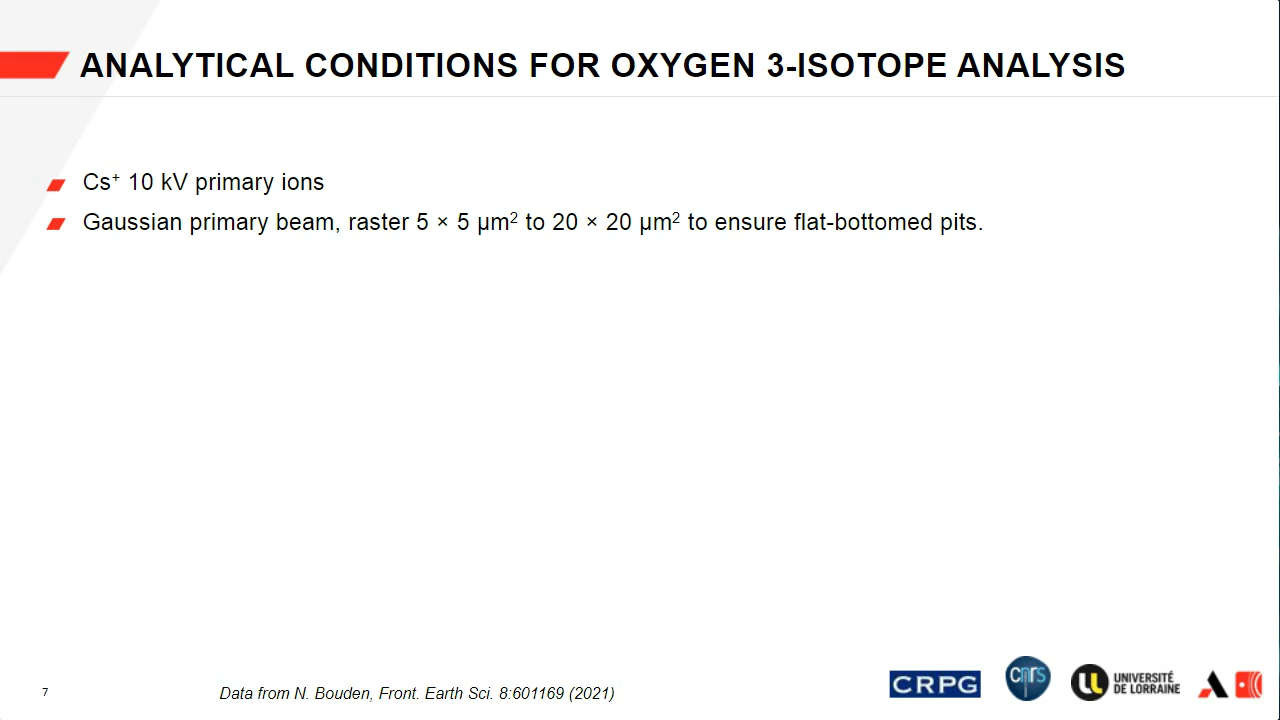 ANALYTICAL CONDITIONS FOR OXYGEN 3-ISOTOPE ANALYSIS
Cs⁺ 10 kV primary ions
Gaussian primary beam, raster 5 × 5 µm² to 20 × 20 µm² to ensure flat-bottomed pits.
7
Data from N. Bouden, Front. Earth Sci. 8:601169 (2021)
CRPG
cnrs
UNIVERSITÉ
DE LORRAINE